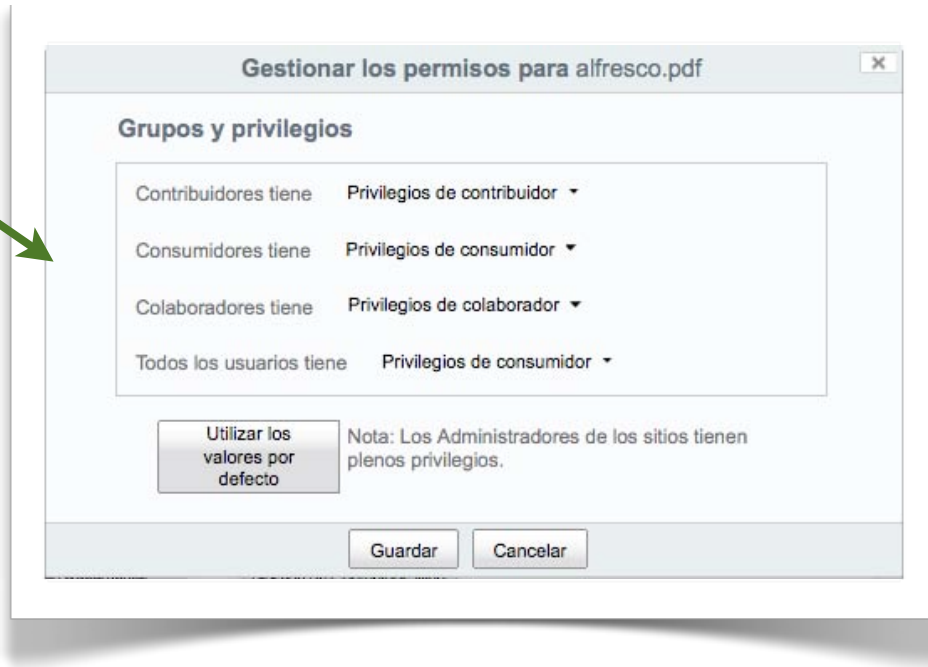 Gestionar los permisos para alfresco.pdf
Grupos y privilegios
Contribuidores tiene Privilegios de contribuidor
Consumidores tiene Privilegios de consumidor
Colaboradores tiene Privilegios de colaborador
Todos los usuarios tiene Privilegios de consumidor
Utilizar los
valores por
defecto
Nota: Los Administradores de los sitios tienen
plenos privilegios.
Guardar Cancelar